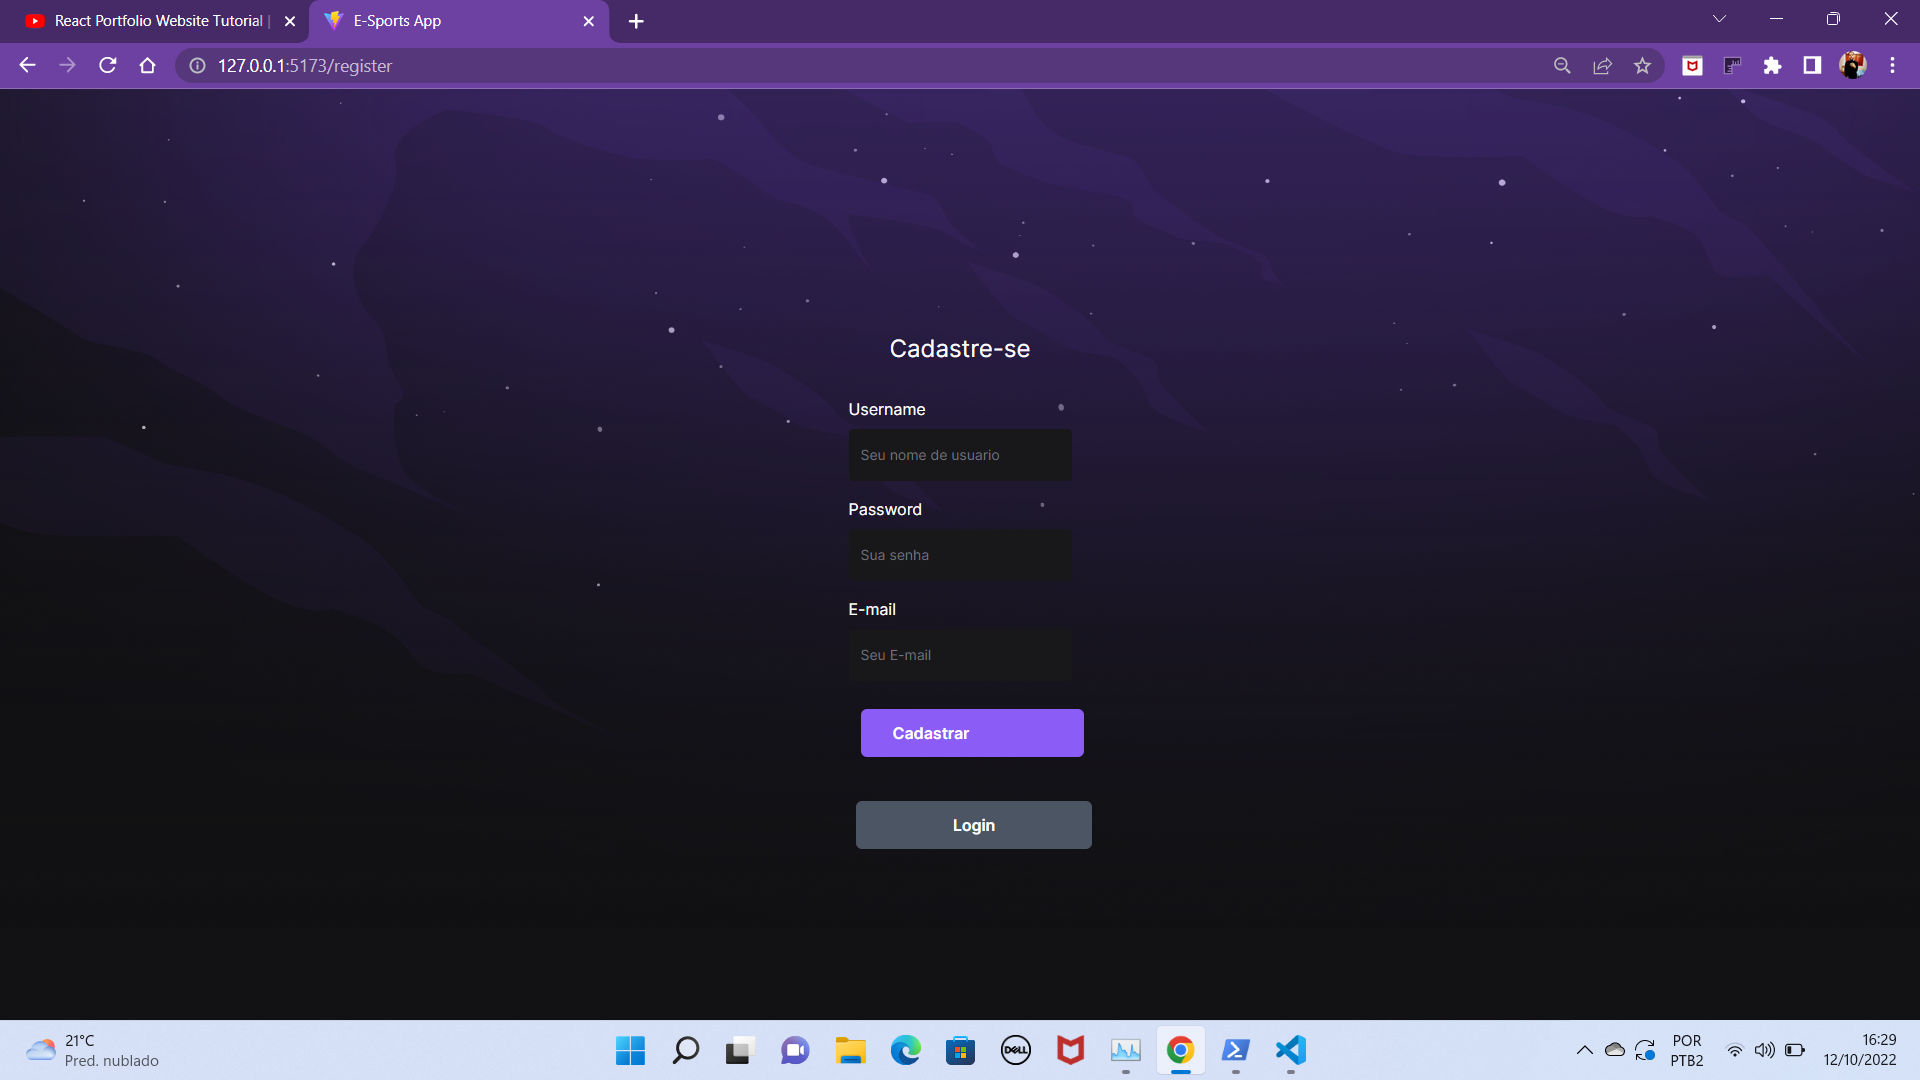 React Portfolio Website Tutorial |
E-Sports App
127.0.0.1:5173/register
Cadastre-se
Username
Seu nome de usuario
Password
Sua senha
E-mail
Seu E-mail
Cadastrar
Login
21°C
Pred. nublado
DELL
POR
PTB2
16:29
12/10/2022